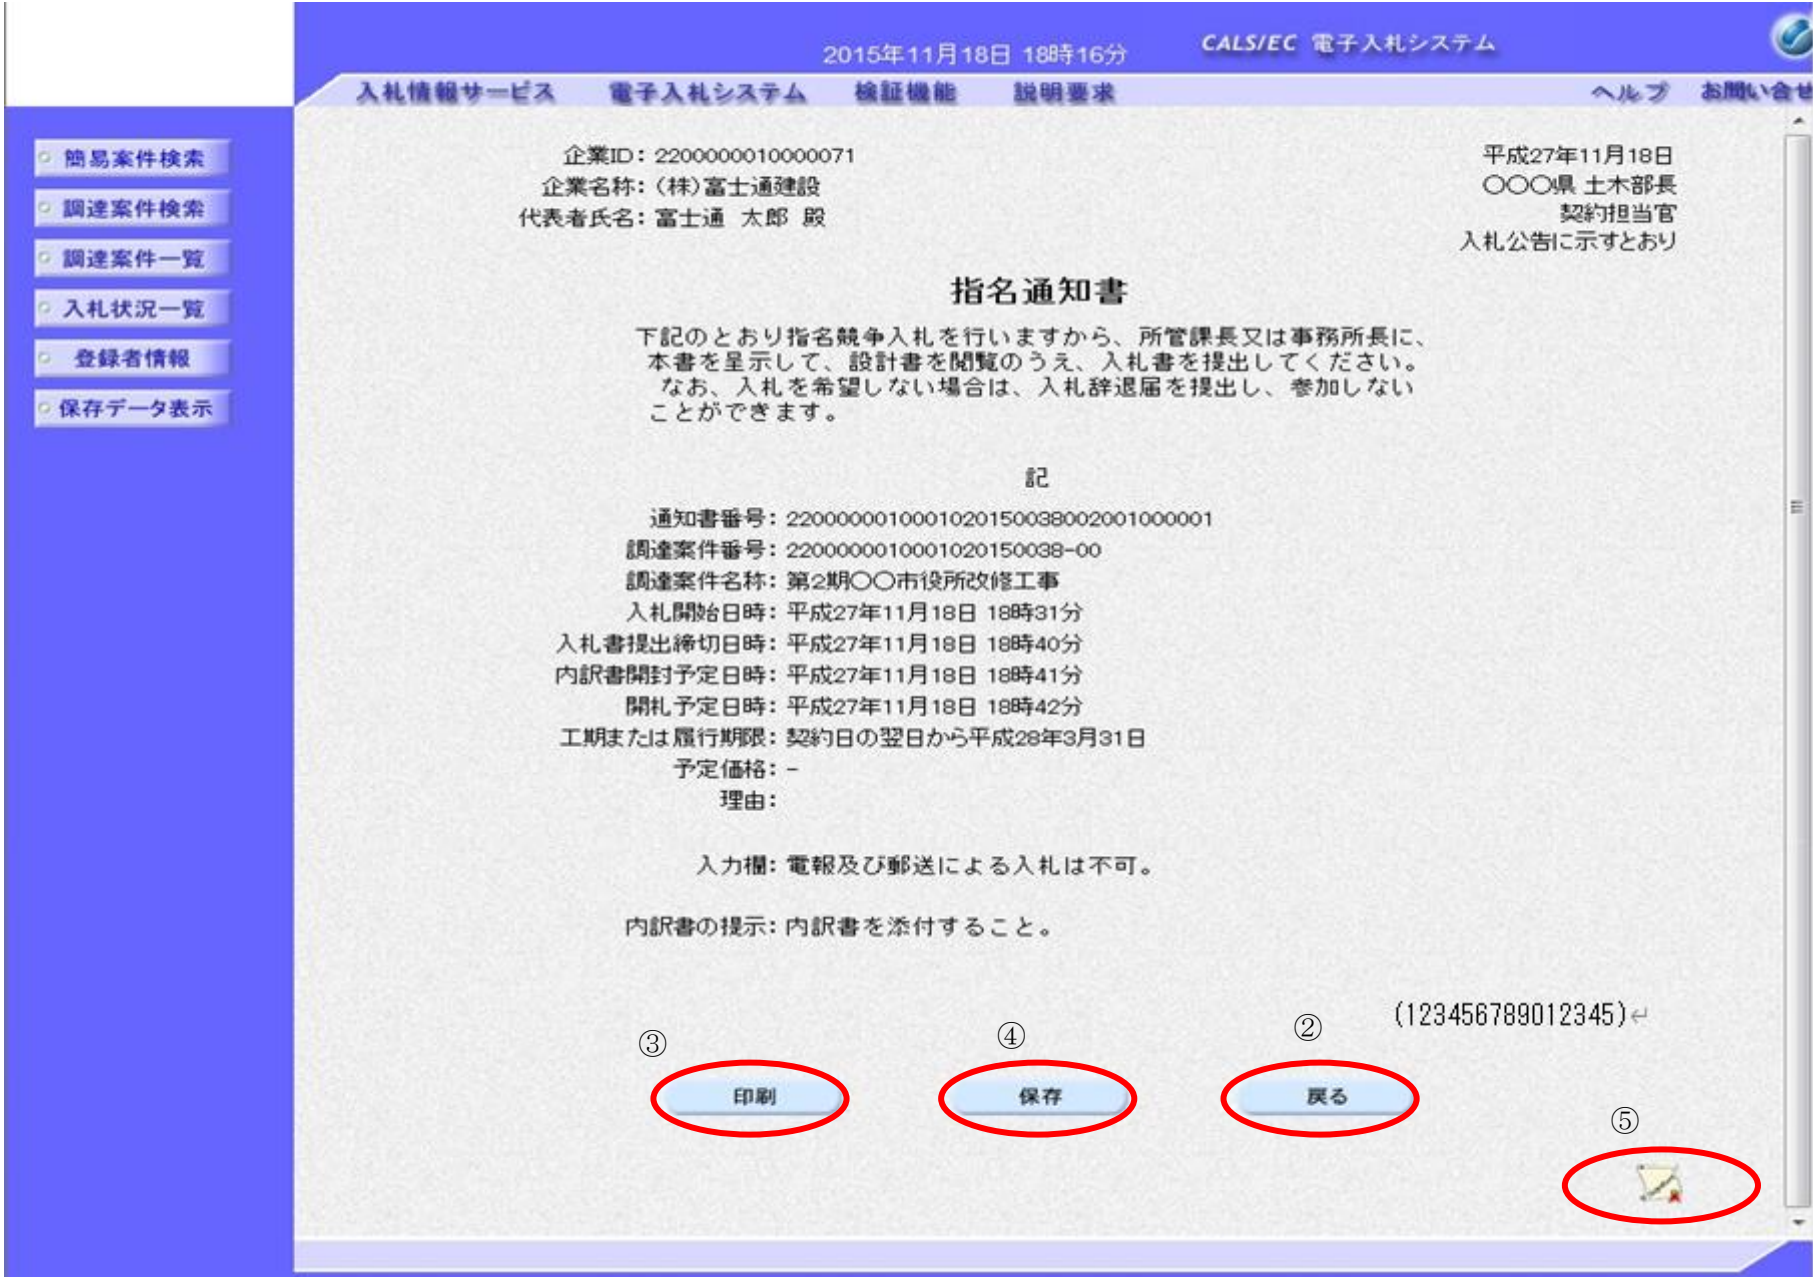 2015年11月18日 18時16分
CALS/EC 電子入札システム
入札情報サービス 電子入札システム 検証機能 説明要求 ヘルプ お問い合せ
簡易案件検索
調達案件検索
調達案件一覧
入札状況一覧
登録者情報
保存データ表示
企業ID：2200000010000071
企業名称：(株)富士通建設
代表者氏名：富士通 太郎 殿
平成27年11月18日
〇〇〇県 土木部長
契約担当官
入札公告に示すとおり
指名通知書
下記のとおり指名競争入札を行いますから、所管課長又は事務所長に、
本書を呈示して、設計書を閲覧のうえ、入札書を提出してください。
なお、入札を希望しない場合は、入札辞退届を提出し、参加しない
ことができます。
記
通知書番号：2200000010001020150038002001000001
調達案件番号：2200000010001020150038-00
調達案件名称：第2期〇〇市役所改修工事
入札開始日時：平成27年11月18日 18時31分
入札書提出締切日時：平成27年11月18日 18時40分
内訳書開封予定日時：平成27年11月18日 18時41分
開札予定日時：平成27年11月18日 18時42分
工期または履行期限：契約日の翌日から平成28年3月31日
予定価格：-
理由：
入力欄：電報及び郵送による入札は不可。
内訳書の提示：内訳書を添付すること。
(123456789012345)↵
③ ④ ②
印刷 保存 戻る
⑤